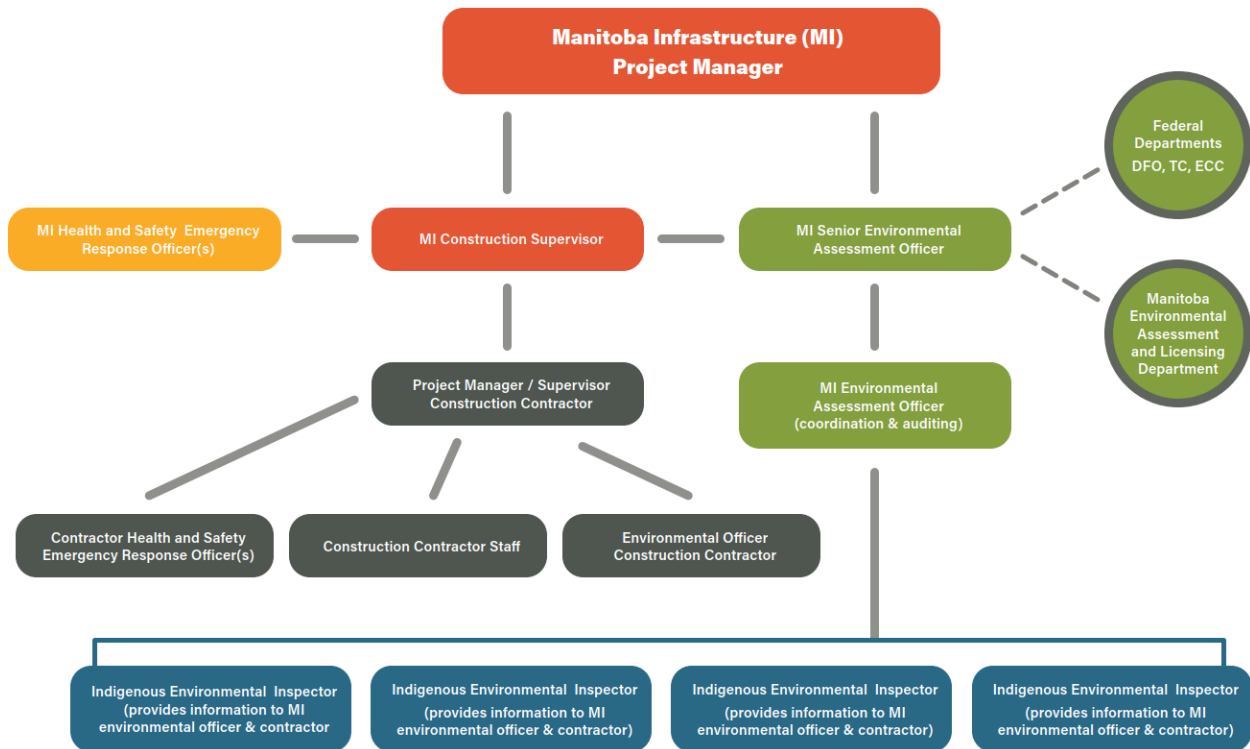 Manitoba Infrastructure (MI)
Project Manager
Federal
Departments
DFO, TC, ECC
MI Health and Safety Emergency
Response Officer(s)
MI Construction Supervisor
MI Senior Environmental
Assessment Officer
Manitoba
Environmental
Assessment
and Licensing
Department
Project Manager / Supervisor
Construction Contractor
MI Environmental
Assessment Officer
(coordination & auditing)
Contractor Health and Safety
Emergency Response Officer(s)
Construction Contractor Staff
Environmental Officer
Construction Contractor
Indigenous Environmental Inspector
(provides information to MI
environmental officer & contractor
Indigenous Environmental Inspector
(provides information to MI
environmental officer & contractor)
Indigenous Environmental Inspector
(provides information to MI
environmental officer & contractor)
Indigenous Environmental Inspector
(provides information to MI
environmental officer & contractor)